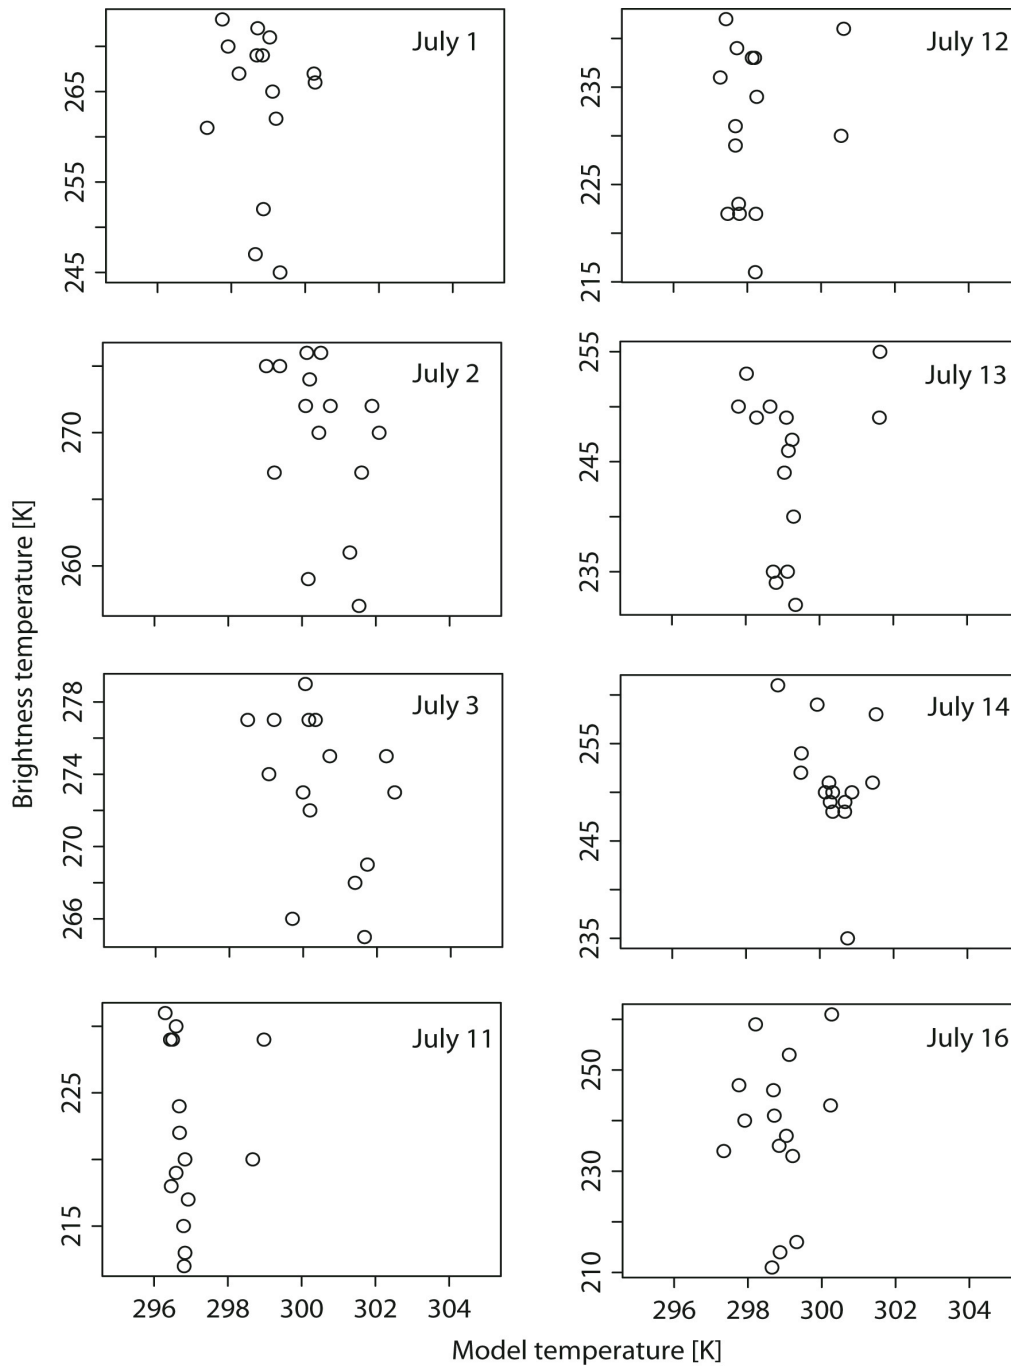 July 1
265
255
245
July 12
235
225
215
July 2
270
260
July 13
255
245
235
July 3
278
274
270
266
July 14
255
245
235
July 11
225
215
296 298 300 302 304
July 16
250
230
210
296 298 300 302 304
Brightness temperature [K]
Model temperature [K]